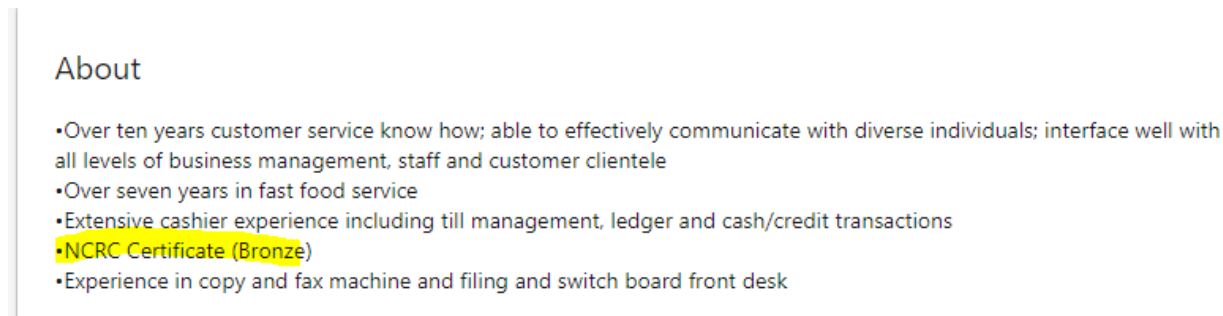 About
•Over ten years customer service know how; able to effectively communicate with diverse individuals; interface well with
all levels of business management, staff and customer clientele
•Over seven years in fast food service
•Extensive cashier experience including till management, ledger and cash/credit transactions
•NCRC Certificate (Bronze)
•Experience in copy and fax machine and filing and switch board front desk